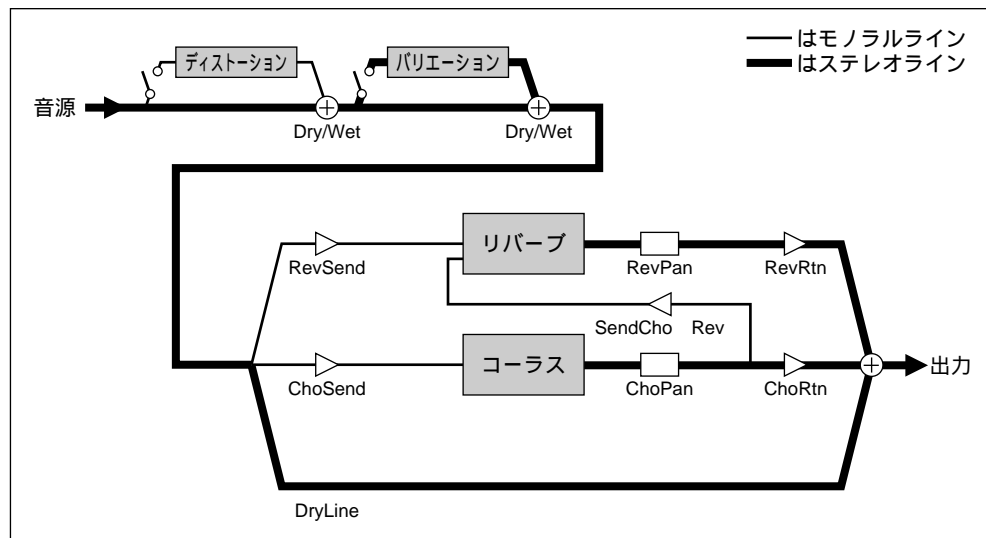 ディストーション
バリエーション
はモノラルライン
はステレオライン
音源
Dry/Wet
Dry/Wet
リバーブ
RevSend
RevPan
RevRtn
SendCho Rev
コーラス
出力
ChoSend
ChoPan
ChoRtn
DryLine